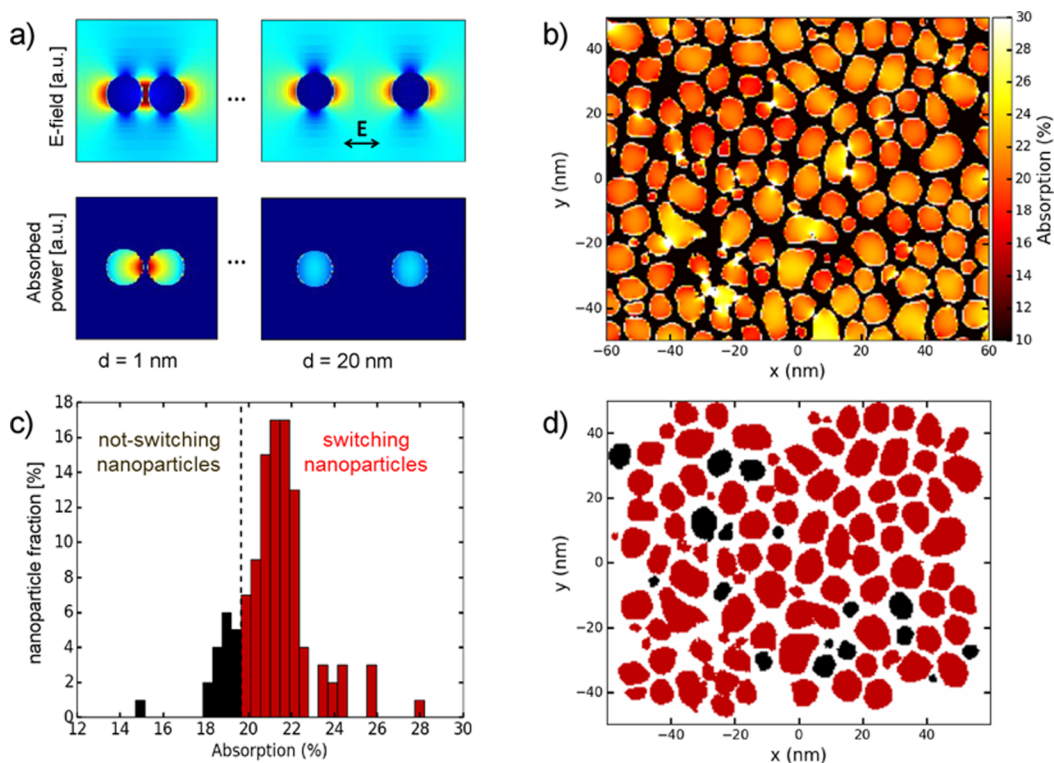 a)
E-field [a.u.]
...
E
Absorbed
power [a.u.]
...
d = 1 nm
d = 20 nm
b)
40
20
0
−20
−40
y (nm)
−60
−40
−20
0
20
40
60
x (nm)
30
28
26
24
22
20
18
16
14
12
10
Absorption (%)
c)
18
16
14
12
10
8
6
4
2
0
nanoparticle fraction [%]
not-switching
nanoparticles
switching
nanoparticles
12
14
16
18
20
22
24
26
28
30
Absorption (%)
d)
40
20
0
−20
−40
y (nm)
−60
−40
−20
0
20
40
x (nm)